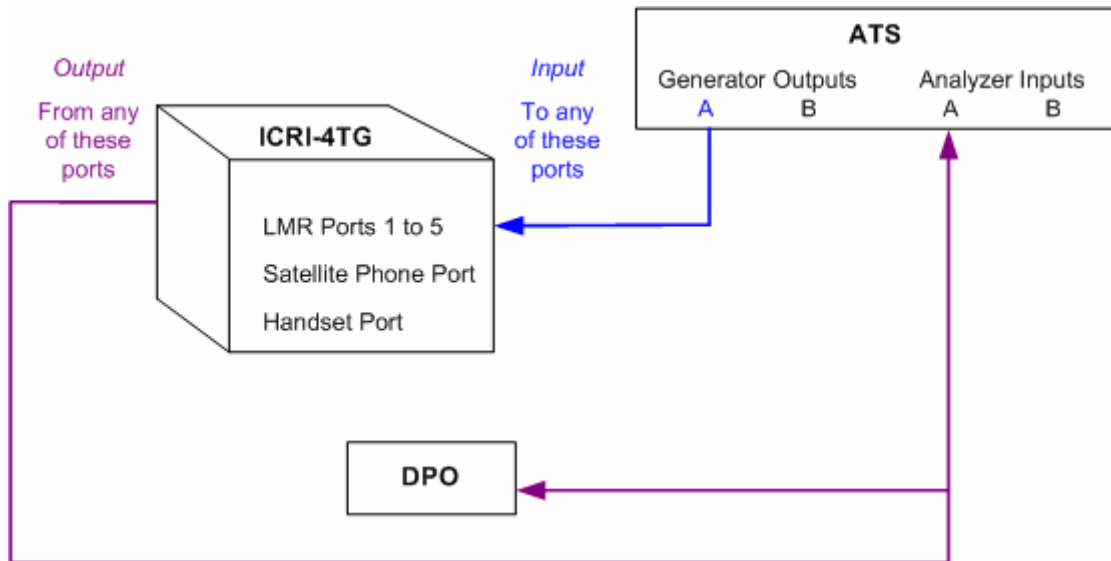 Output
From any
of these
ports
ICRI-4TG
LMR Ports 1 to 5
Satellite Phone Port
Handset Port
Input
To any
of these
ports
ATS
Generator Outputs Analyzer Inputs
A B A B
DPO